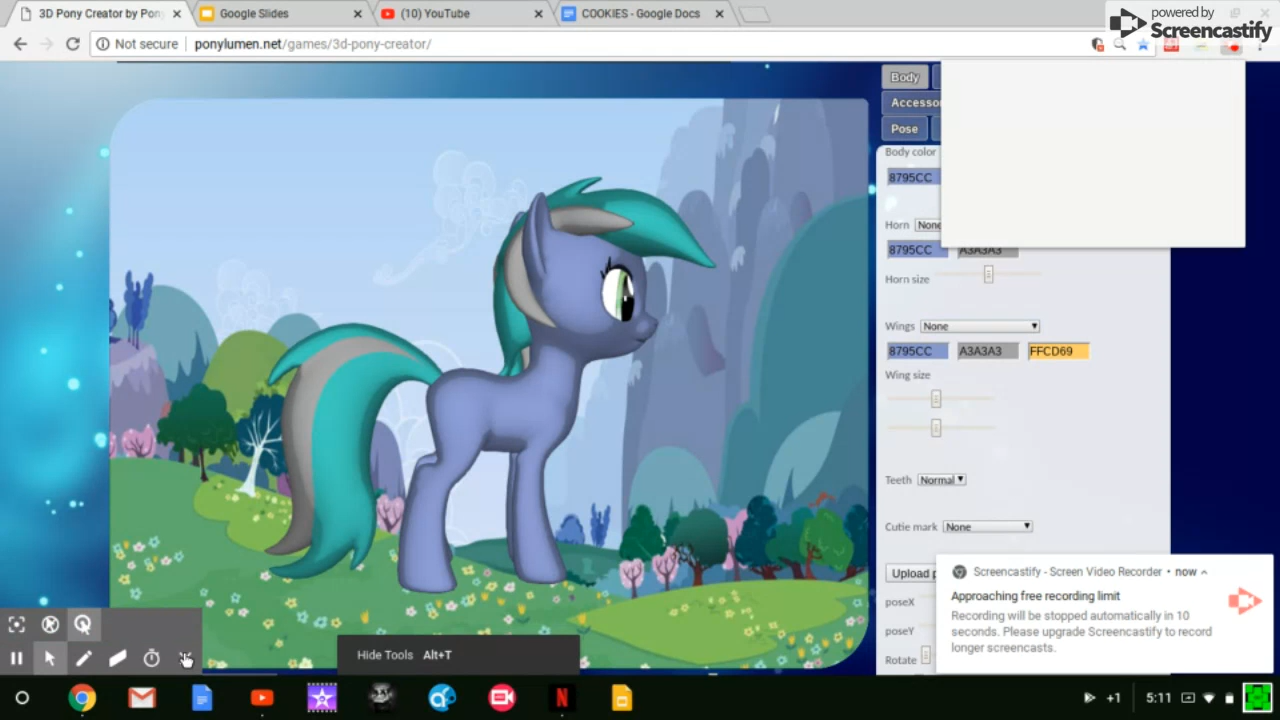 3D Pony Creator by Pony
Google Slides
(10) YouTube
COOKIES - Google Docs
powered by
Screencastify
Not secure
ponylumen.net/games/3d-pony-creator/
Body
Accessor
Pose
Body color
8795CC
Horn None
8795CC A3A3A3
Horn size
Wings None
8795CC A3A3A3 FFCD69
Wing size
Teeth Normal
Cutie mark None
Upload p
poseX
poseY
Rotate
Screencastify - Screen Video Recorder • now
Approaching free recording limit
Recording will be stopped automatically in 10
seconds. Please upgrade Screencastify to record
longer screencasts.
Hide Tools Alt+T
+1 5:11